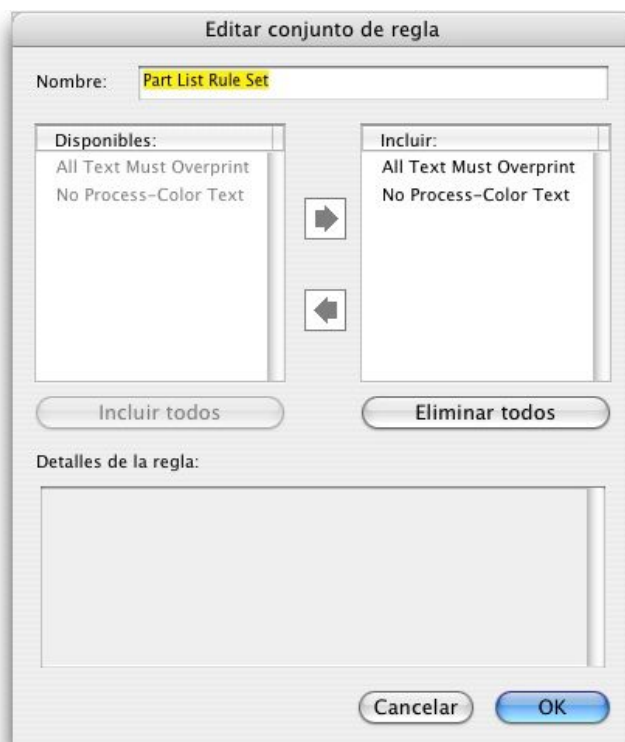 Editar conjunto de regla
Nombre: Part List Rule Set
Disponibles:
All Text Must Overprint
No Process-Color Text
Incluir todos
Incluir:
All Text Must Overprint
No Process-Color Text
Eliminar todos
Detalles de la regla:
Cancelar OK